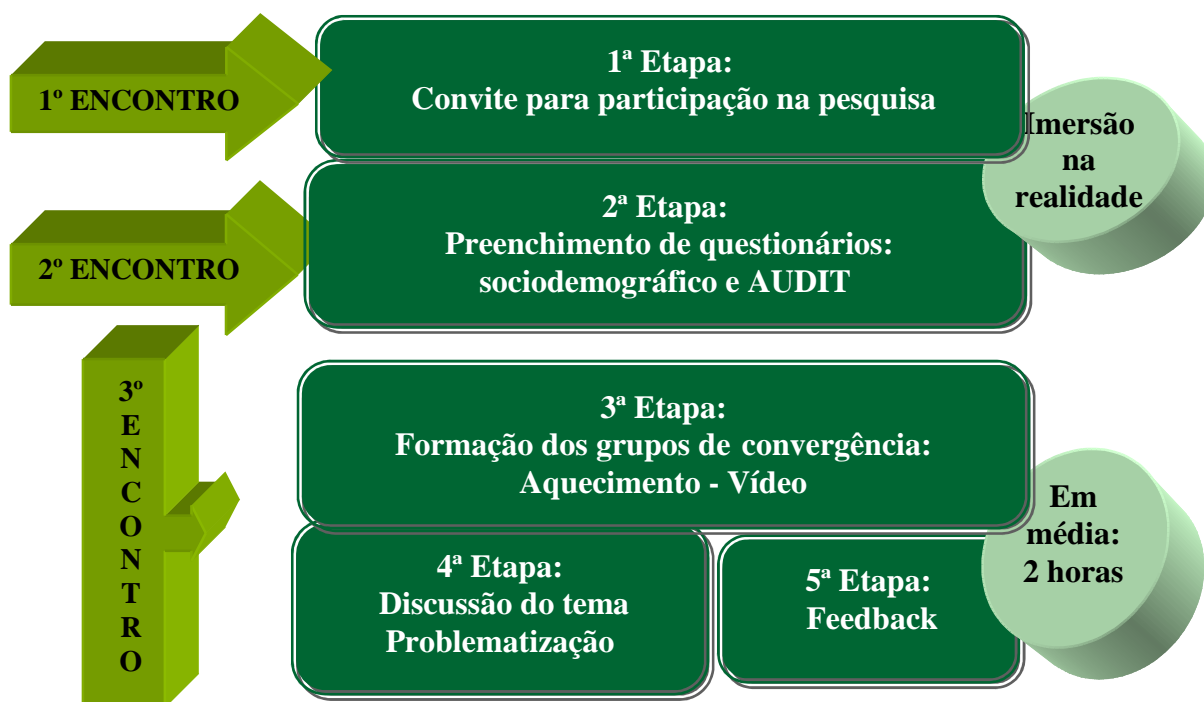 1º ENCONTRO
1ª Etapa:
Convite para participação na pesquisa
Imersão
na
realidade
2º ENCONTRO
2ª Etapa:
Preenchimento de questionários:
sociodemográfico e AUDIT
3º
E
N
C
O
N
T
R
O
3ª Etapa:
Formação dos grupos de convergência:
Aquecimento - Vídeo
Em
média:
2 horas
4ª Etapa:
Discussão do tema
Problematização
5ª Etapa:
Feedback